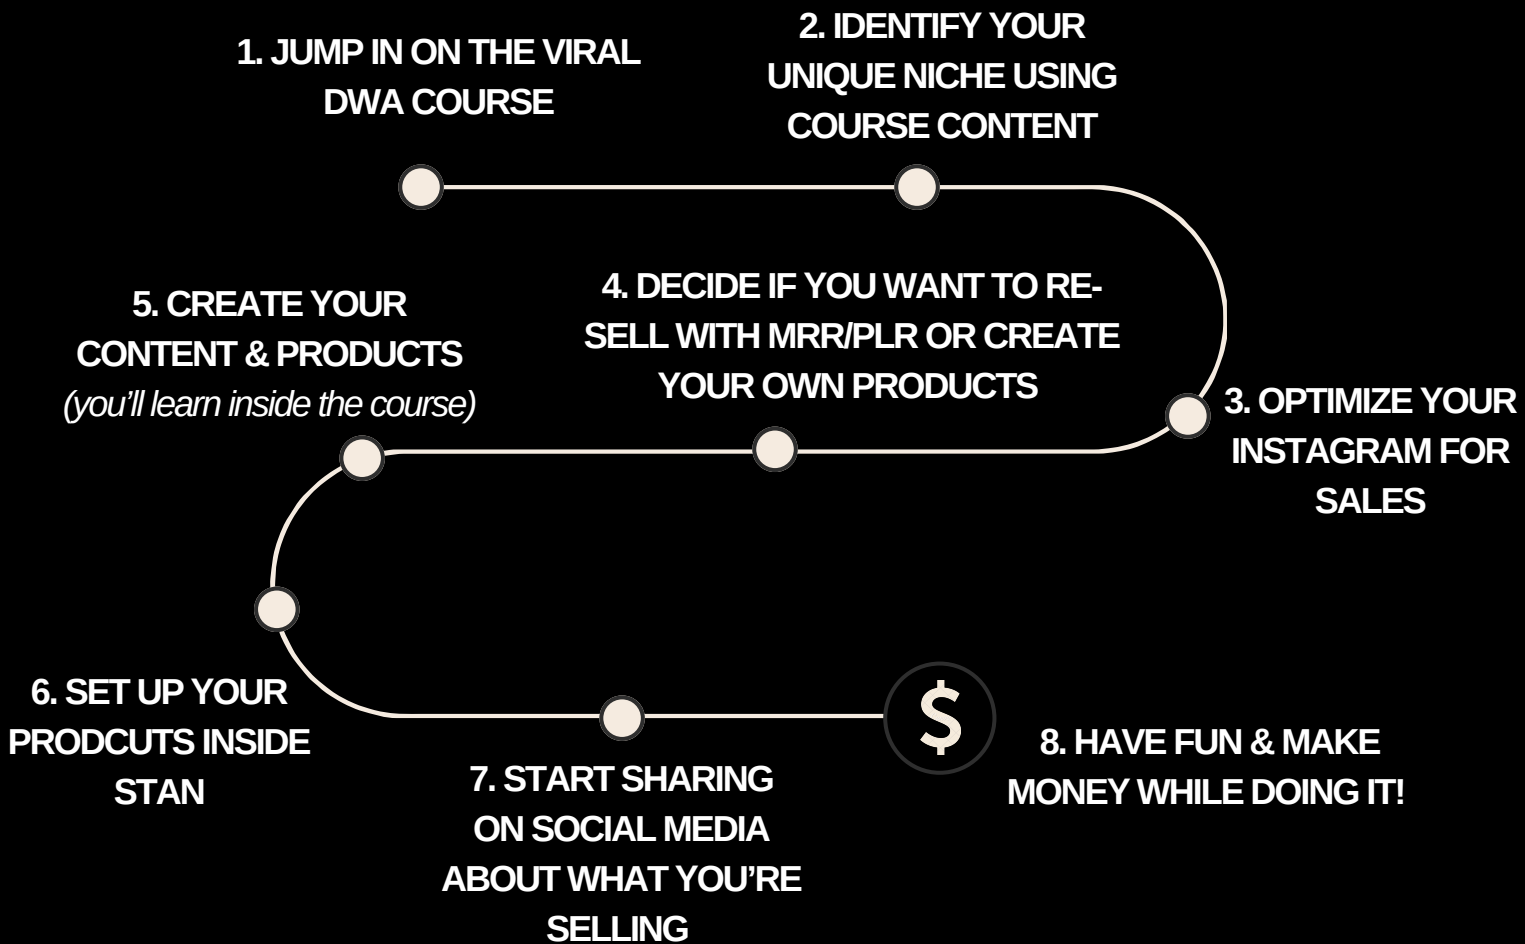 1. JUMP IN ON THE VIRAL
DWA COURSE
2. IDENTIFY YOUR
UNIQUE NICHE USING
COURSE CONTENT
3. OPTIMIZE YOUR
INSTAGRAM FOR
SALES
4. DECIDE IF YOU WANT TO RE-
SELL WITH MRR/PLR OR CREATE
YOUR OWN PRODUCTS
5. CREATE YOUR
CONTENT & PRODUCTS
(you’ll learn inside the course)
6. SET UP YOUR
PRODCUTS INSIDE
STAN
7. START SHARING
ON SOCIAL MEDIA
ABOUT WHAT YOU’RE
SELLING
$
8. HAVE FUN & MAKE
MONEY WHILE DOING IT!